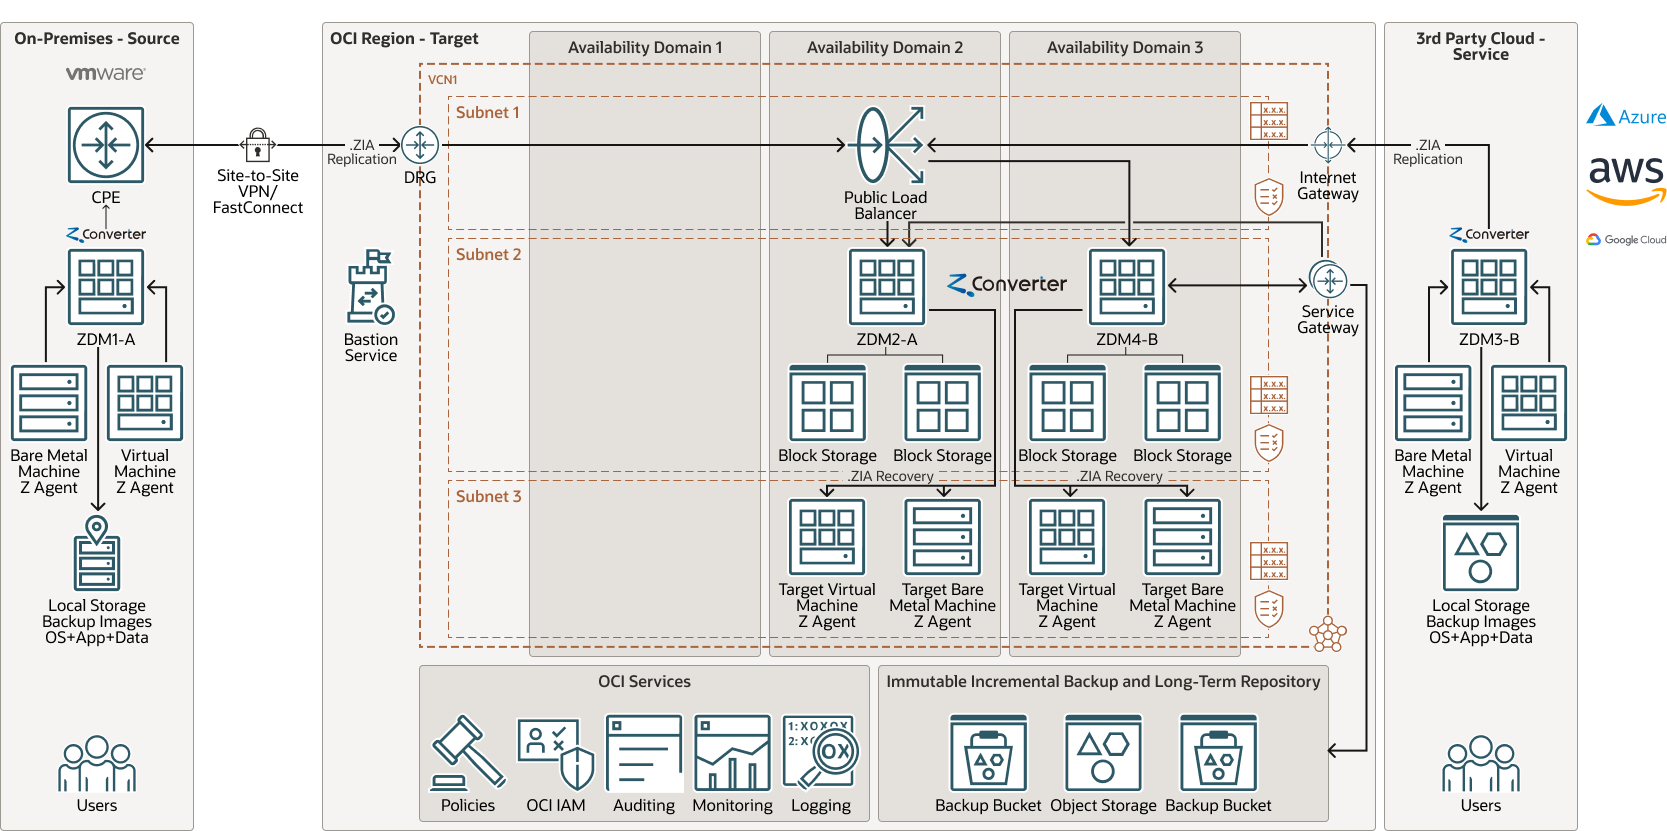 On-Premises - Source
vmware
CPE
Z Converter
ZDM1-A
Bare Metal
Machine
Z Agent
Virtual
Machine
Z Agent
Local Storage
Backup Images
OS+App+Data
Users
Site-to-Site
VPN/
FastConnect
OCI Region - Target
.ZIA
Replication
DRG
Bastion
Service
Availability Domain 1
Availability Domain 2
Availability Domain 3
VCN1
Subnet 1
Public Load
Balancer
x.x.x.
x.x.x.
x.x.x.
Internet
Gateway
Subnet 2
ZDM2-A
Z Converter
ZDM4-B
Service
Gateway
Block Storage
Block Storage
Block Storage
Block Storage
x.x.x.
x.x.x.
x.x.x.
.ZIA Recovery
.ZIA Recovery
Subnet 3
Target Virtual
Machine
Z Agent
Target Bare
Metal Machine
Z Agent
Target Virtual
Machine
Z Agent
Target Bare
Metal Machine
Z Agent
x.x.x.
x.x.x.
x.x.x.
OCI Services
Policies
OCI IAM
Auditing
Monitoring
1: XOXOXX
2: XO
OX
Logging
Immutable Incremental Backup and Long-Term Repository
Backup Bucket
Object Storage
Backup Bucket
3rd Party Cloud -
Service
.ZIA
Replication
Z Converter
ZDM3-B
Bare Metal
Machine
Z Agent
Virtual
Machine
Z Agent
Local Storage
Backup Images
OS+App+Data
Users
Azure
aws
Google Cloud